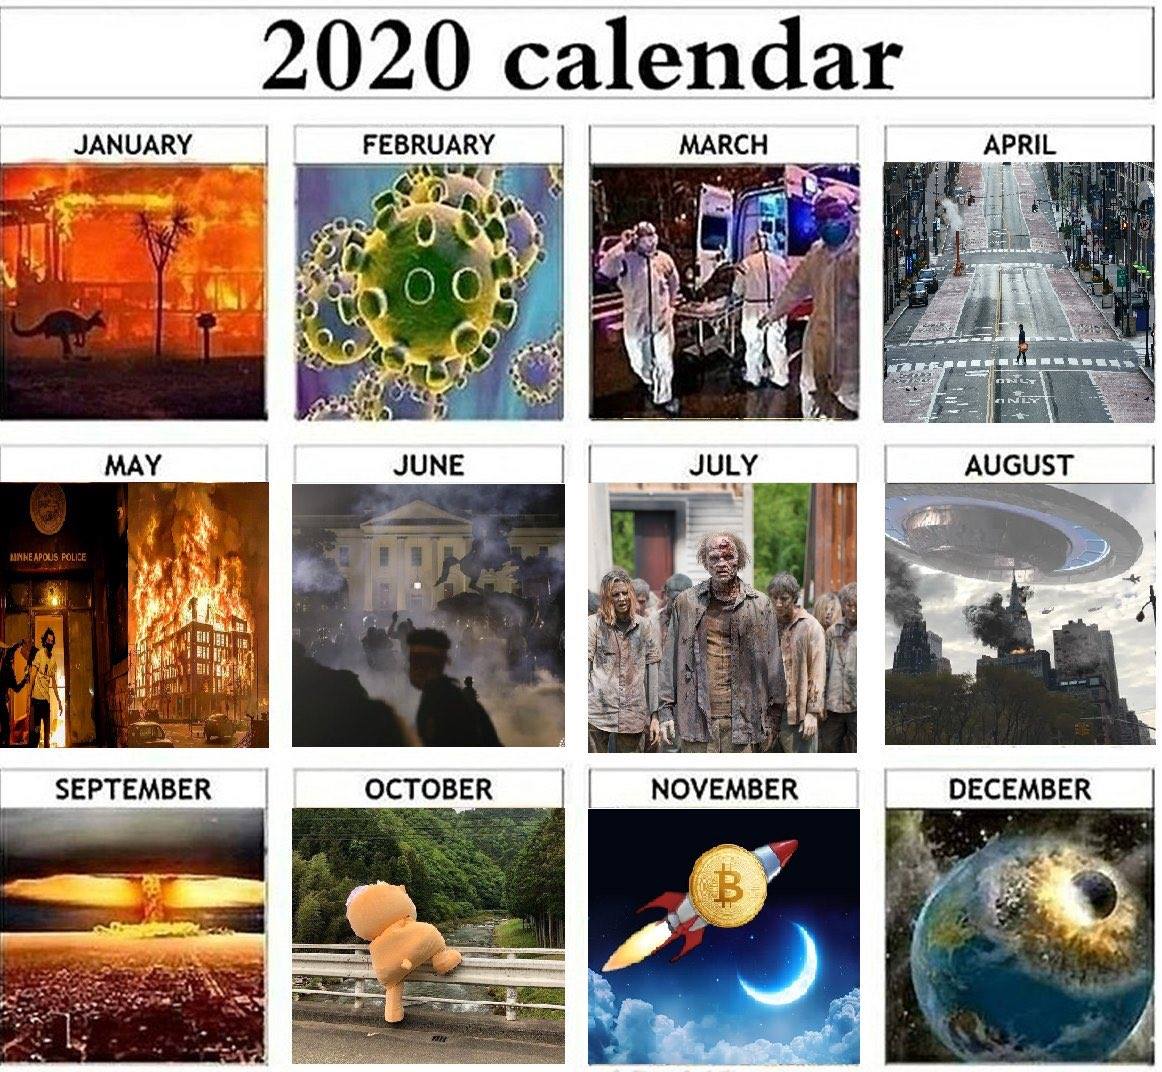 2020 calendar
JANUARY
FEBRUARY
MARCH
APRIL
ONLY
ONLY
MAY
MINNEAPOLIS POLICE
JUNE
JULY
AUGUST
SEPTEMBER
OCTOBER
NOVEMBER
B
DECEMBER